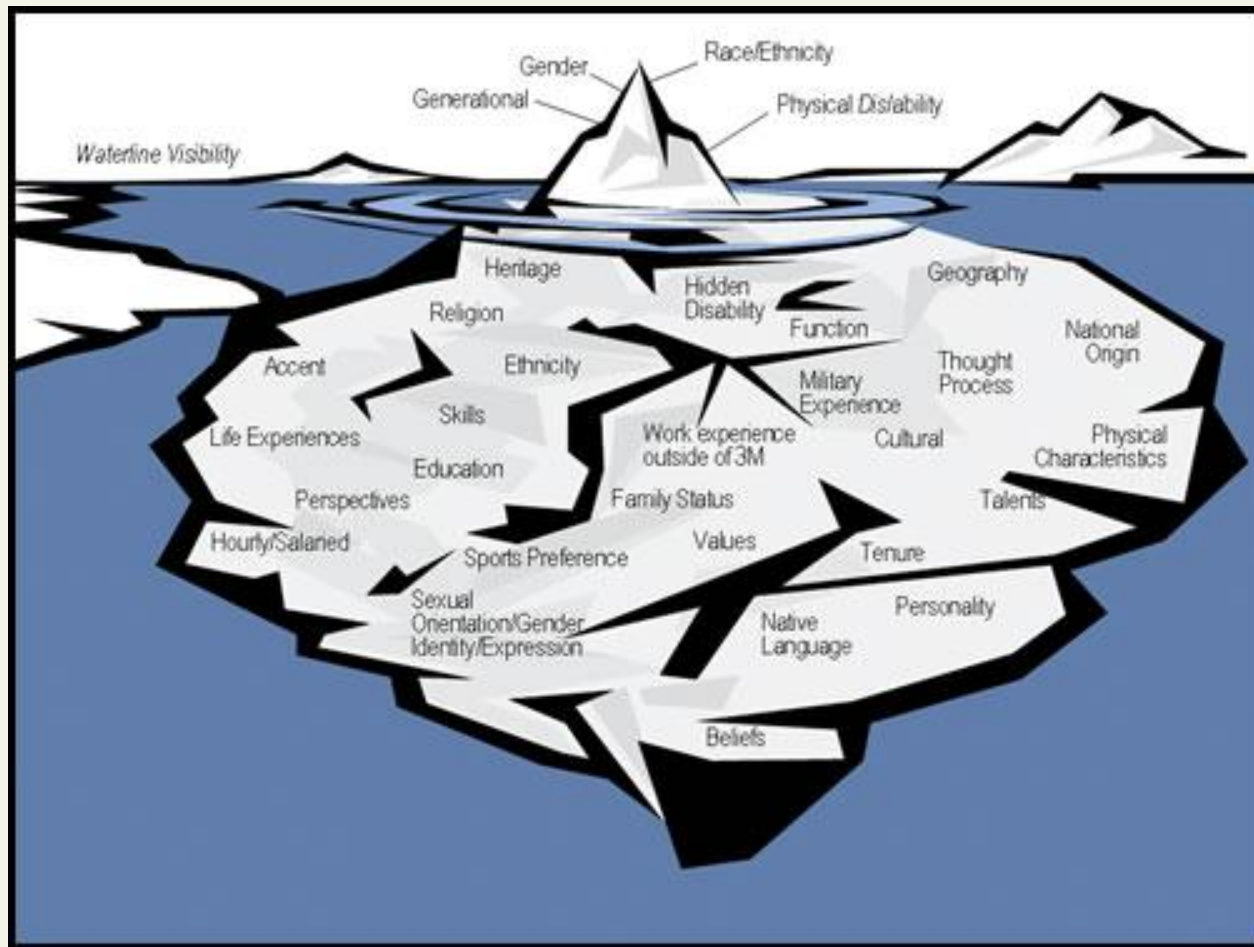 Race/Ethnicity
Gender
Generational
Physical Dis/ability
Waterline Visibility
Heritage
Geography
Hidden
Disability
Religion
Function
National
Origin
Accent
Ethnicity
Thought
Process
Military
Experience
Skills
Life Experiences
Work experience
outside of 3M
Cultural
Physical
Characteristics
Education
Perspectives
Family Status
Talents
Hourly/Salaried
Values
Sports Preference
Tenure
Sexual
Orientation/Gender
Identity/Expression
Personality
Native
Language
Beliefs